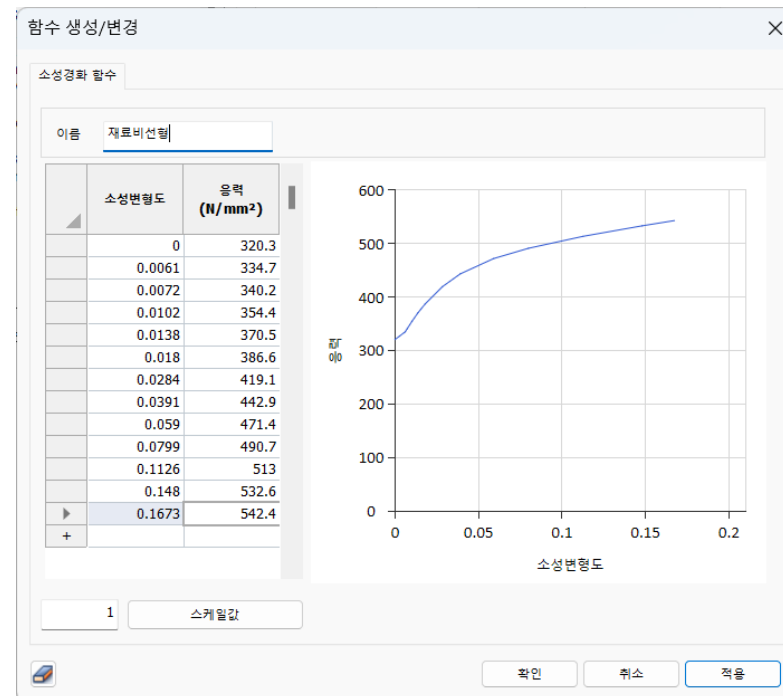 함수 생성/변경
소성경화 함수
이름 재료비선형
소성변형도 응력 (N/mm²)
0 320.3
0.0061 334.7
0.0072 340.2
0.0102 354.4
0.0138 370.5
0.018 386.6
0.0284 419.1
0.0391 442.9
0.059 471.4
0.0799 490.7
0.1126 513
0.148 532.6
0.1673 542.4
+
600
500
400
300
200
100
0
응력
0 0.05 0.1 0.15 0.2
소성변형도
1 스케일값
확인 취소 적용